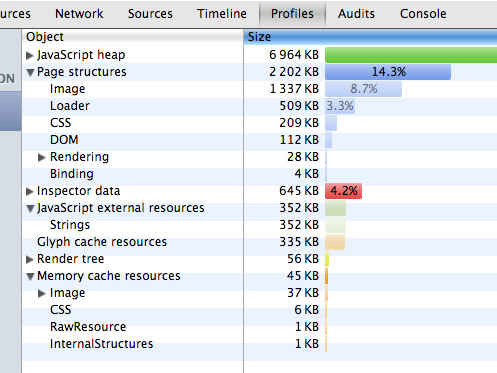 urces Network Sources Timeline Profiles Audits Console
Object Size
ON
JavaScript heap 6 964 KB
Page structures 2 202 KB 14.3%
Image 1 337 KB 8.7%
Loader 509 KB 3.3%
CSS 209 KB
DOM 112 KB
Rendering 28 KB
Binding 4 KB
Inspector data 645 KB 4.2%
JavaScript external resources 352 KB
Strings 352 KB
Glyph cache resources 335 KB
Render tree 56 KB
Memory cache resources 45 KB
Image 37 KB
CSS 6 KB
RawResource 1 KB
InternalStructures 1 KB